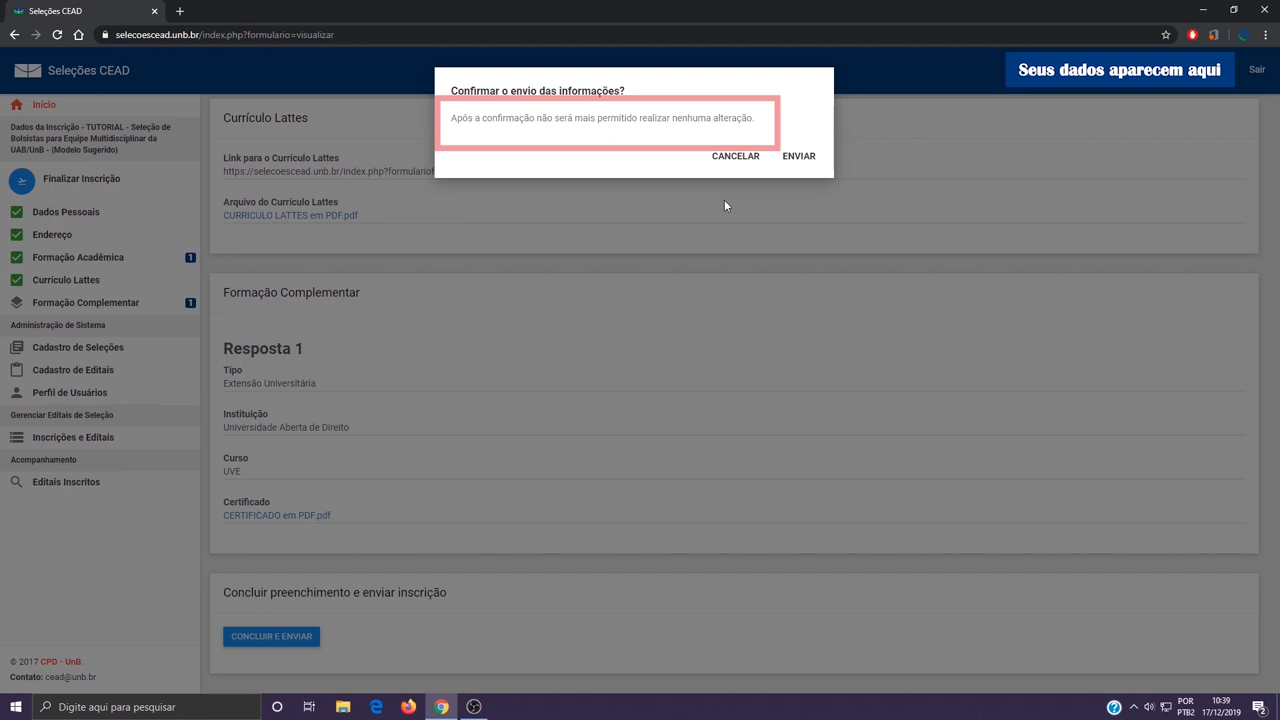 Seleções CEAD
selecoescead.unb.br/index.php?formulario=visualizar
Seleções CEAD
Seus dados aparecem aqui
Sair
Confirmar o envio das informações?
Após a confirmação não será mais permitido realizar nenhuma alteração.
CANCELAR
ENVIAR
Início
Dados da Inscrição - TUTORIAL - Seleção de
Bolsistas para Equipe Multidisciplinar da
UAB/UnB - (Modelo Sugerido)
Finalizar Inscrição
Dados Pessoais
Endereço
Formação Acadêmica 1
Currículo Lattes
Formação Complementar 1
Administração de Sistema
Cadastro de Seleções
Cadastro de Editais
Perfil de Usuários
Gerenciar Editais de Seleção
Inscrições e Editais
Acompanhamento
Editais Inscritos
© 2017 CPD - UnB.
Contato: cead@unb.br
Currículo Lattes
Link para o Currículo Lattes
https://selecoescead.unb.br/index.php?formulariof
Arquivo do Currículo Lattes
CURRICULO LATTES em PDF.pdf
Formação Complementar
Resposta 1
Tipo
Extensão Universitária
Instituição
Universidade Aberta de Direito
Curso
UVE
Certificado
CERTIFICADO em PDF.pdf
Concluir preenchimento e enviar inscrição
CONCLUIR E ENVIAR
Digite aqui para pesquisar
POR
PTB2
10:39
17/12/2019
2